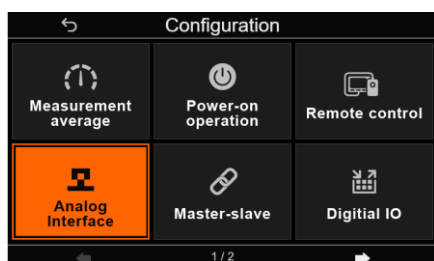 Configuration
Measurement
average
Power-on
operation
Remote control
Analog
Interface
Master-slave
Digitial IO
1/2